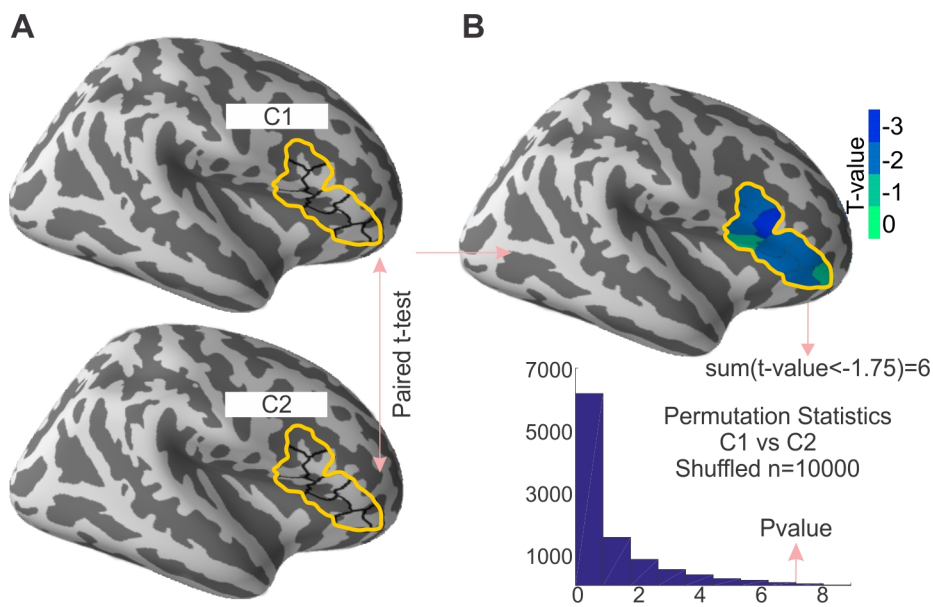 A
B
C1
T-value
-3
-2
-1
0
Paired t-test
C2
sum(t-value<-1.75)=6
7000
5000
3000
1000
Permutation Statistics
C1 vs C2
Shuffled n=10000
Pvalue
0 2 4 6 8